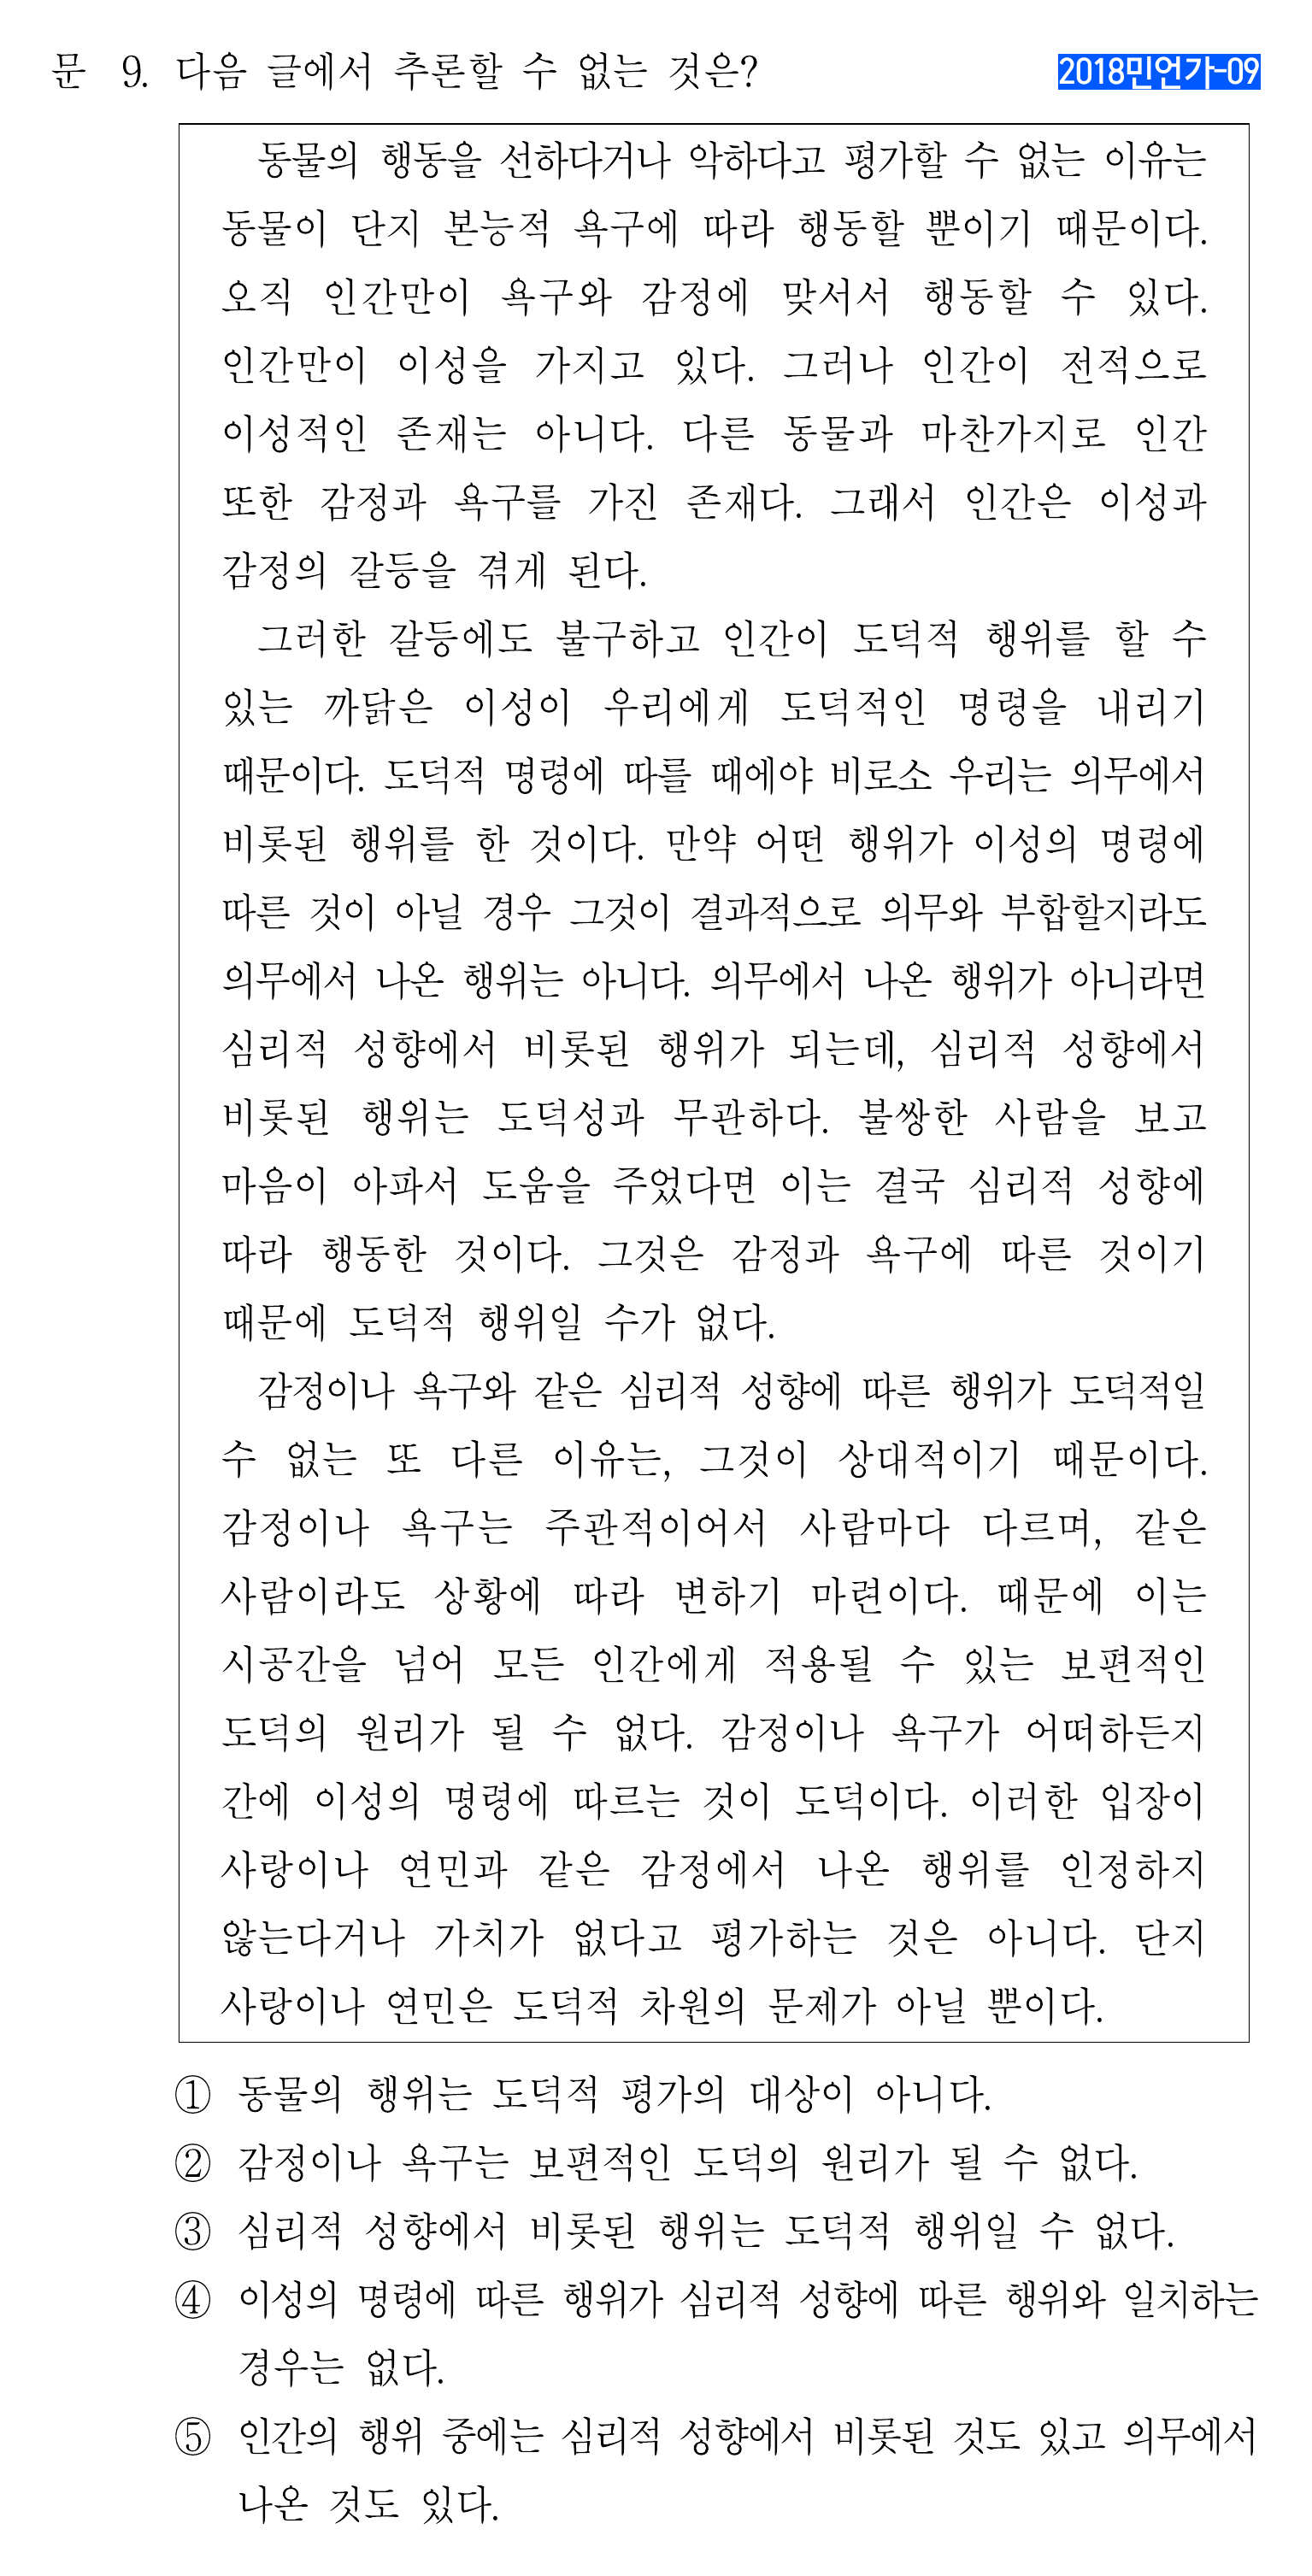 문 9. 다음 글에서 추론할 수 없는 것은?
2018민언가-09
동물의 행동을 선하다거나 악하다고 평가할 수 없는 이유는
동물이 단지 본능적 욕구에 따라 행동할 뿐이기 때문이다.
오직 인간만이 욕구와 감정에 맞서서 행동할 수 있다.
인간만이 이성을 가지고 있다. 그러나 인간이 전적으로
이성적인 존재는 아니다. 다른 동물과 마찬가지로 인간
또한 감정과 욕구를 가진 존재다. 그래서 인간은 이성과
감정의 갈등을 겪게 된다.
그러한 갈등에도 불구하고 인간이 도덕적 행위를 할 수
있는 까닭은 이성이 우리에게 도덕적인 명령을 내리기
때문이다. 도덕적 명령에 따를 때에야 비로소 우리는 의무에서
비롯된 행위를 한 것이다. 만약 어떤 행위가 이성의 명령에
따른 것이 아닐 경우 그것이 결과적으로 의무와 부합할지라도
의무에서 나온 행위는 아니다. 의무에서 나온 행위가 아니라면
심리적 성향에서 비롯된 행위가 되는데, 심리적 성향에서
비롯된 행위는 도덕성과 무관하다. 불쌍한 사람을 보고
마음이 아파서 도움을 주었다면 이는 결국 심리적 성향에
따라 행동한 것이다. 그것은 감정과 욕구에 따른 것이기
때문에 도덕적 행위일 수가 없다.
감정이나 욕구와 같은 심리적 성향에 따른 행위가 도덕적일
수 없는 또 다른 이유는, 그것이 상대적이기 때문이다.
감정이나 욕구는 주관적이어서 사람마다 다르며, 같은
사람이라도 상황에 따라 변하기 마련이다. 때문에 이는
시공간을 넘어 모든 인간에게 적용될 수 있는 보편적인
도덕의 원리가 될 수 없다. 감정이나 욕구가 어떠하든지
간에 이성의 명령에 따르는 것이 도덕이다. 이러한 입장이
사랑이나 연민과 같은 감정에서 나온 행위를 인정하지
않는다거나 가치가 없다고 평가하는 것은 아니다. 단지
사랑이나 연민은 도덕적 차원의 문제가 아닐 뿐이다.
① 동물의 행위는 도덕적 평가의 대상이 아니다.
② 감정이나 욕구는 보편적인 도덕의 원리가 될 수 없다.
③ 심리적 성향에서 비롯된 행위는 도덕적 행위일 수 없다.
④ 이성의 명령에 따른 행위가 심리적 성향에 따른 행위와 일치하는
경우는 없다.
⑤ 인간의 행위 중에는 심리적 성향에서 비롯된 것도 있고 의무에서
나온 것도 있다.